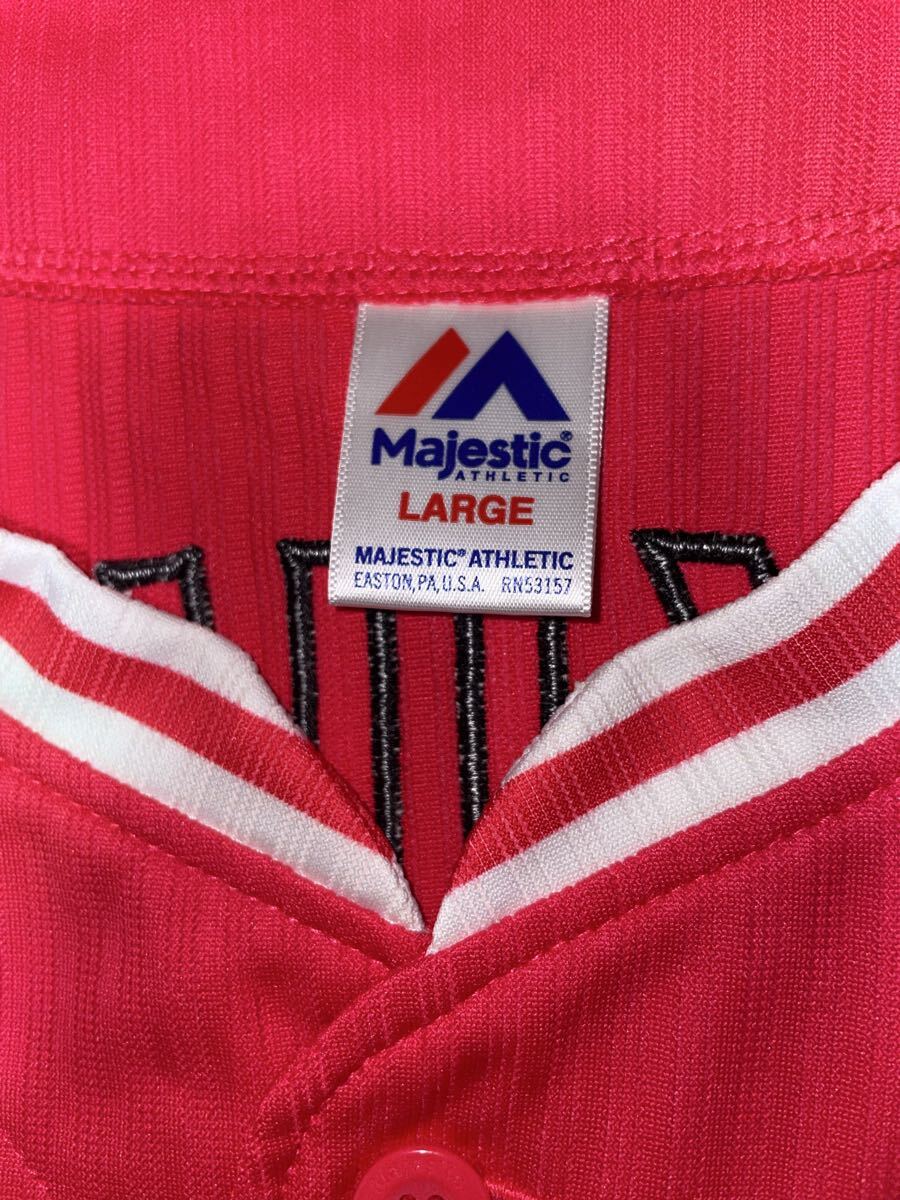 Majestic®
ATHLETIC
LARGE
MAJESTIC® ATHLETIC
EASTON, PA, U.S.A. RN53157